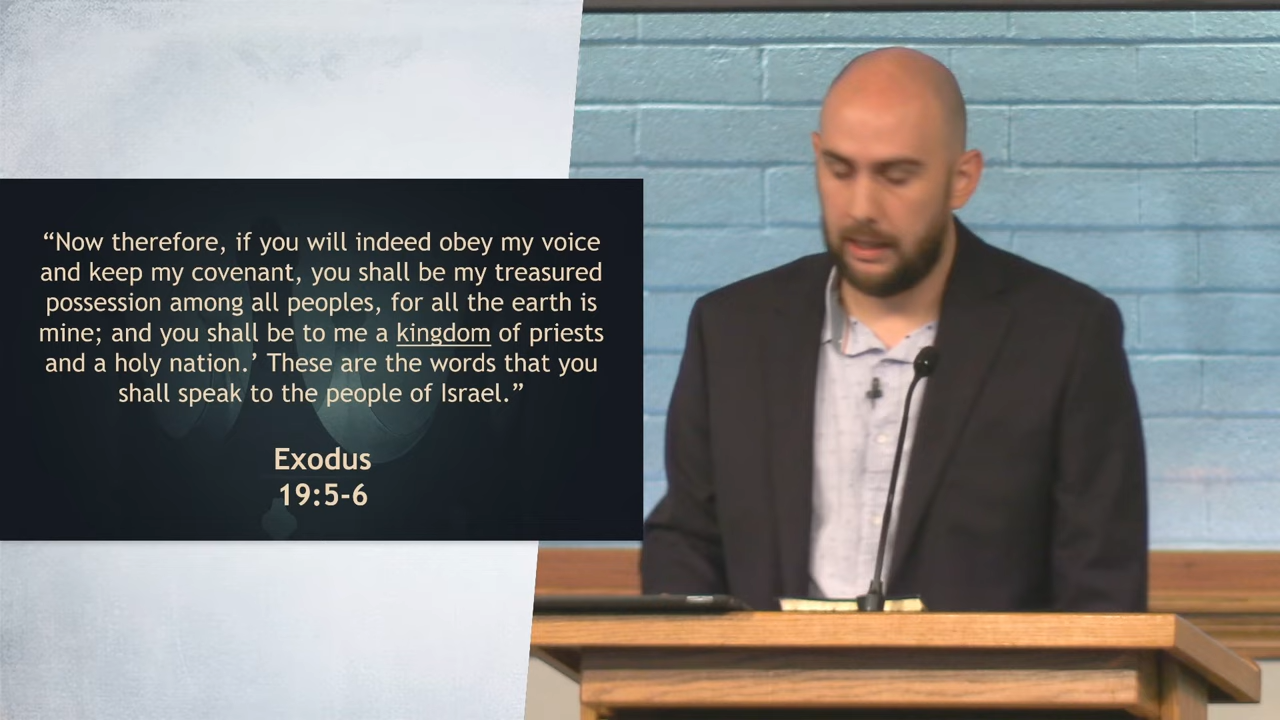 “Now therefore, if you will indeed obey my voice
and keep my covenant, you shall be my treasured
possession among all peoples, for all the earth is
mine; and you shall be to me a kingdom of priests
and a holy nation.’ These are the words that you
shall speak to the people of Israel.”
Exodus
19:5-6